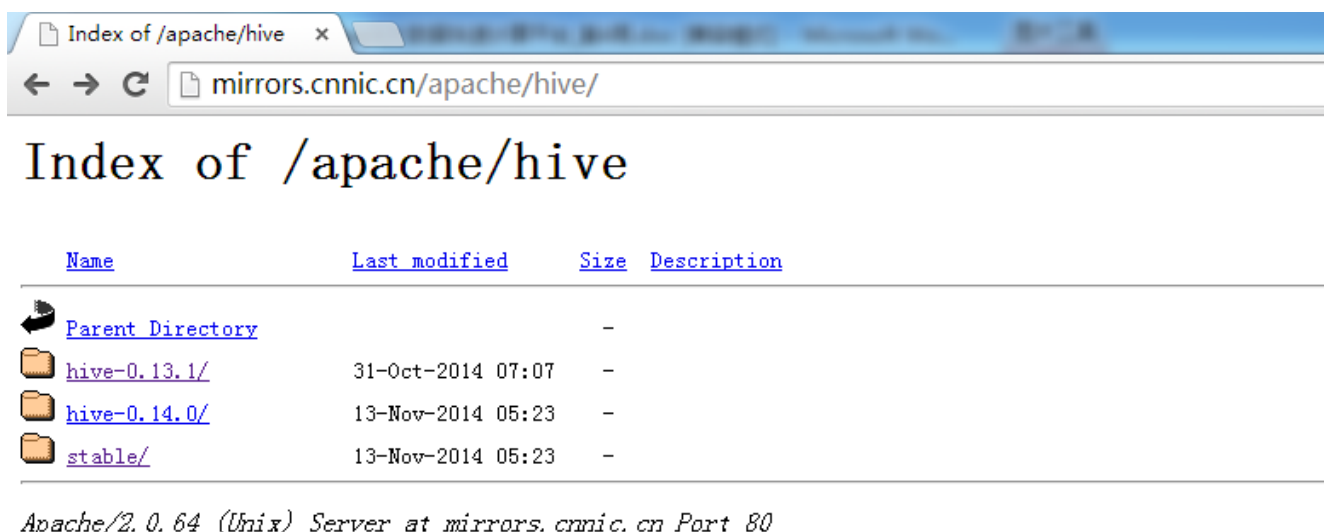 Index of /apache/hive
mirrors.cnnic.cn/apache/hive/
Index of /apache/hive
Name Last modified Size Description
Parent Directory -
hive-0.13.1/ 31-Oct-2014 07:07 -
hive-0.14.0/ 13-Nov-2014 05:23 -
stable/ 13-Nov-2014 05:23 -
Apache/2.0.64 (Unix) Server at mirrors.cnnic.cn Port 80